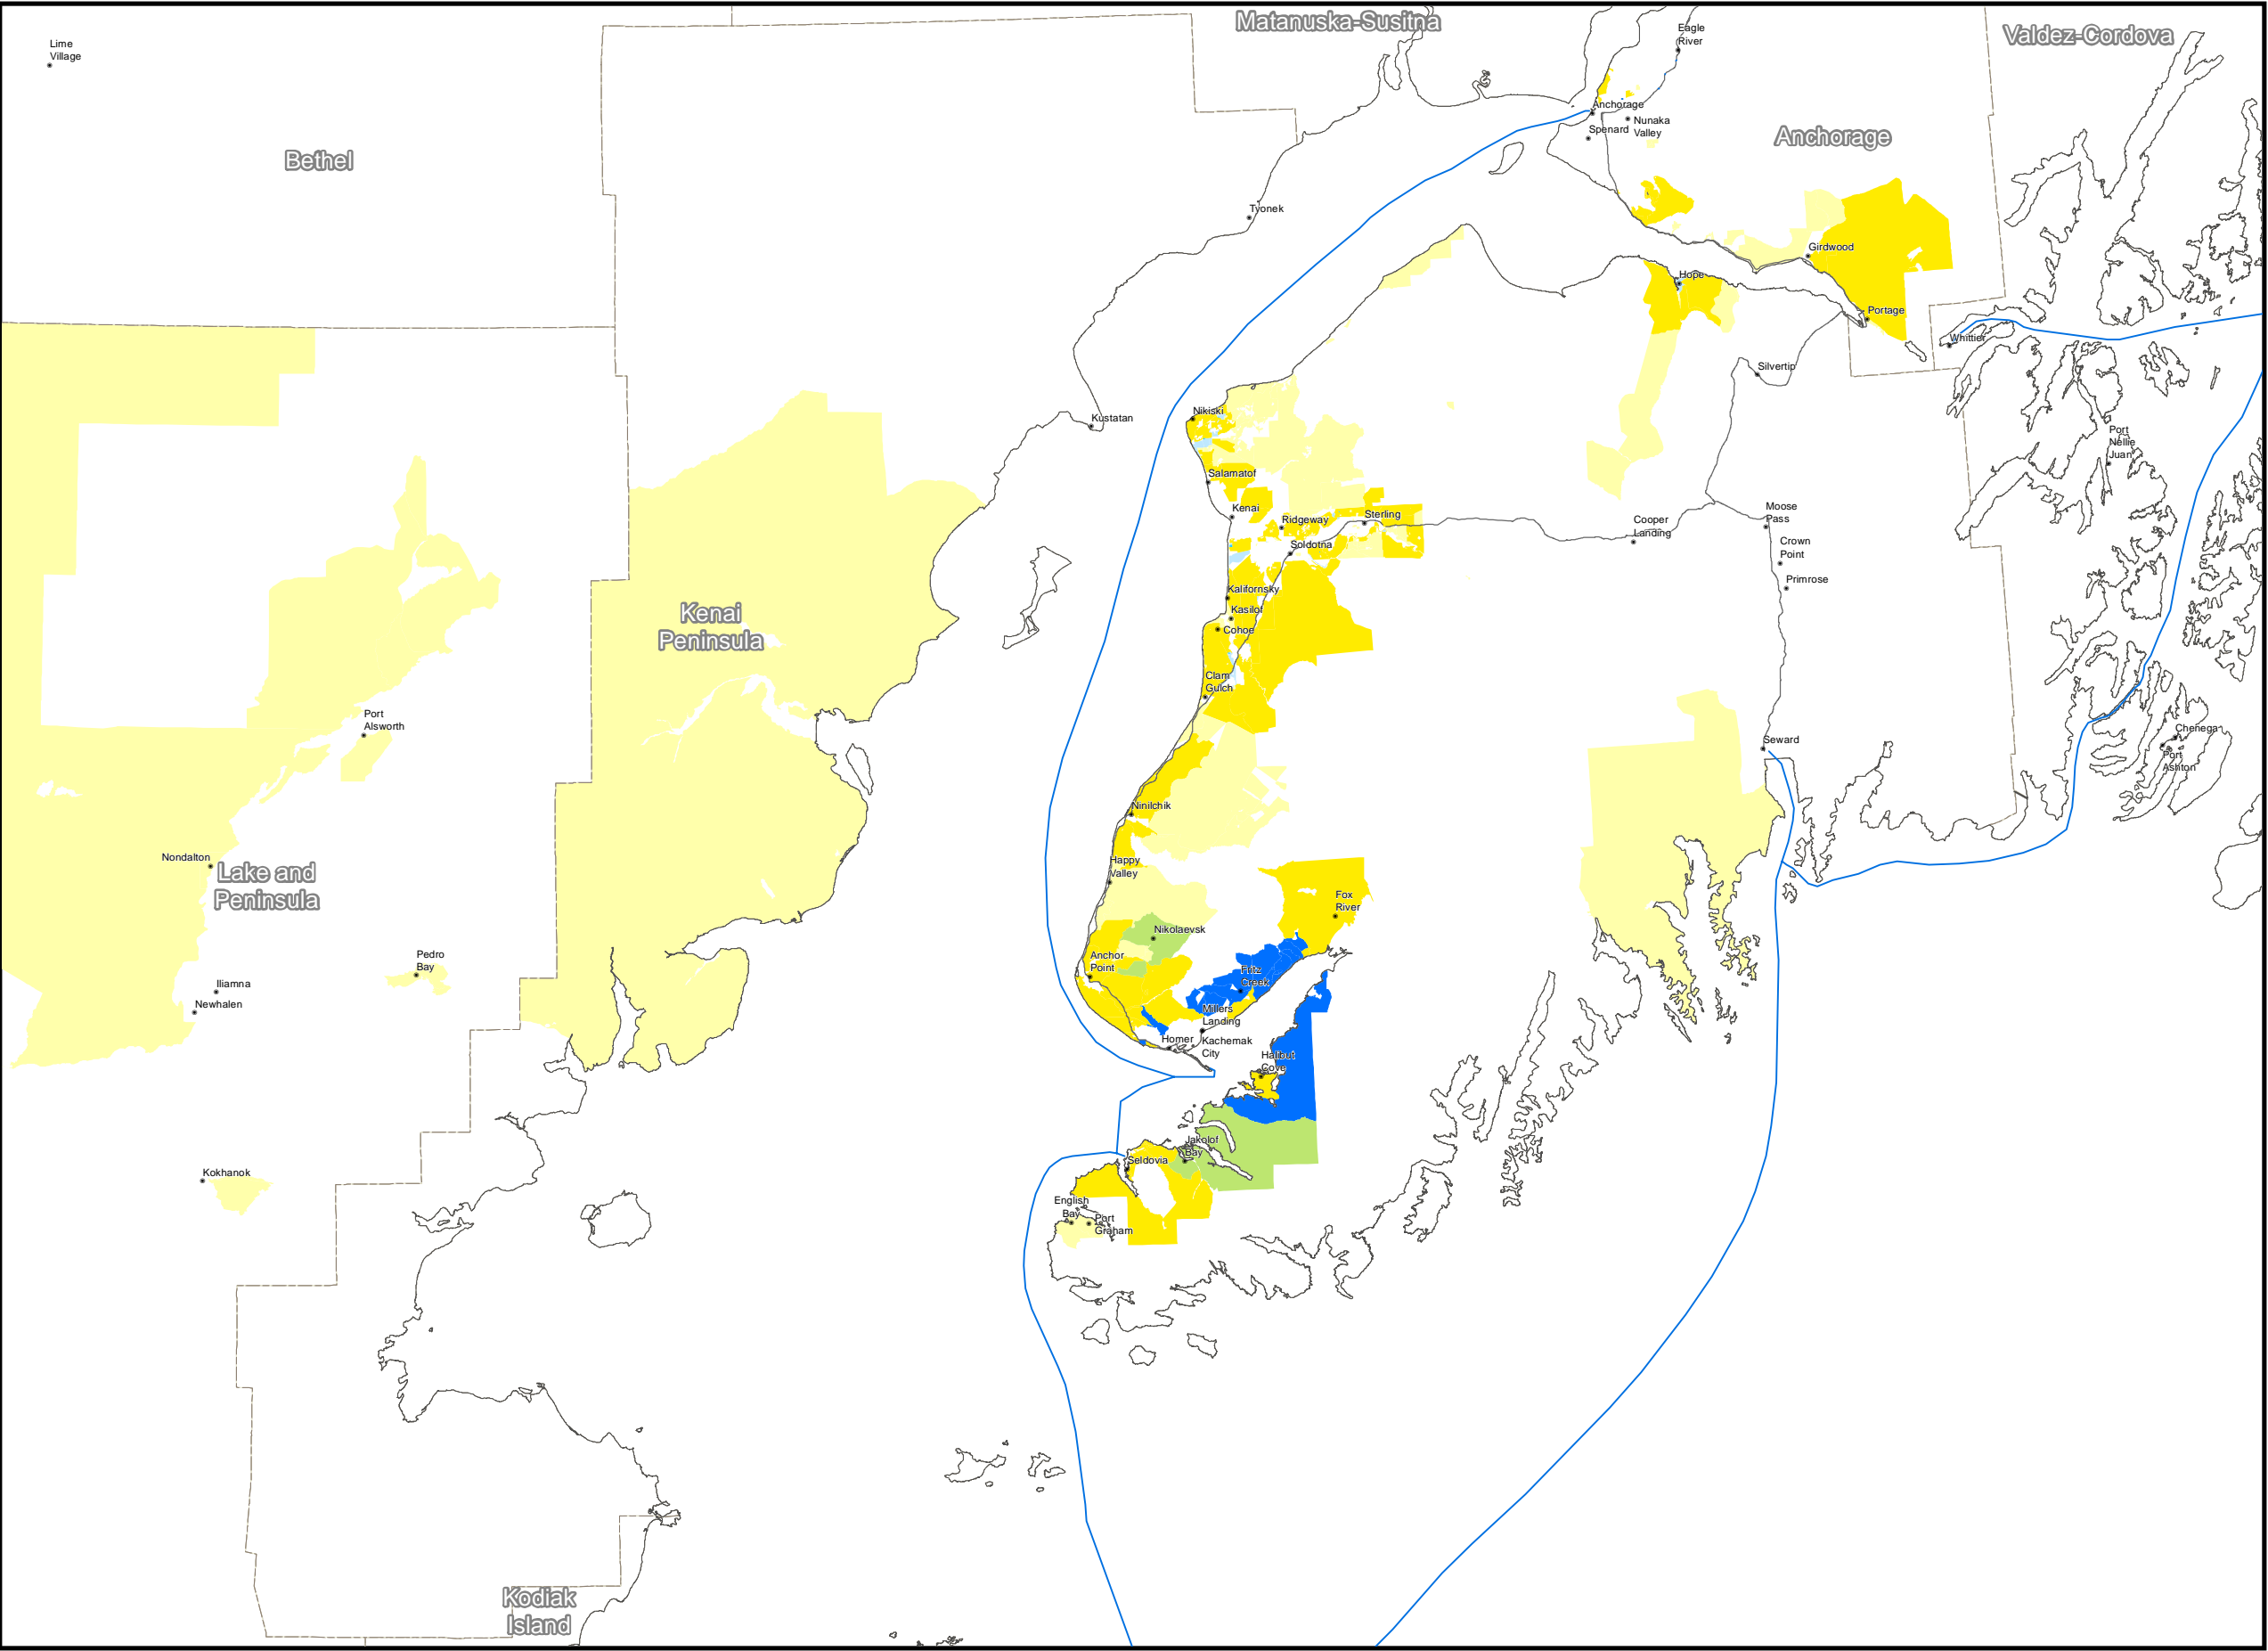 Matanuska-Susitna
Valdez-Cordova
Eagle
River
Lime
Village
Anchorage
Nunaka
Valley
Spenard
Anchorage
Bethel
Tyonek
Girdwood
Hope
Portage
Whittier
Silvertip
Nikiski
Kustatan
Port
Nellie
Juan
Salamatof
Kenai
Ridgeway
Sterling
Soldotna
Cooper
Landing
Moose
Pass
Crown
Point
Primrose
Kalifornsky
Kasilof
Cohoe
Kenai
Peninsula
Clam
Gulch
Port
Alsworth
Seward
Chenega
Port
Ashton
Ninilchik
Nondalton
Lake and
Peninsula
Happy
Valley
Fox
River
Nikolaevsk
Anchor
Point
Pedro
Bay
Iliamna
Newhalen
Fritz
Creek
Millers
Landing
Homer
Kachemak
City
Halibut
Cove
Jakolof
Bay
Seldovia
Kokhanok
English
Bay
Port
Graham
Kodiak
Island